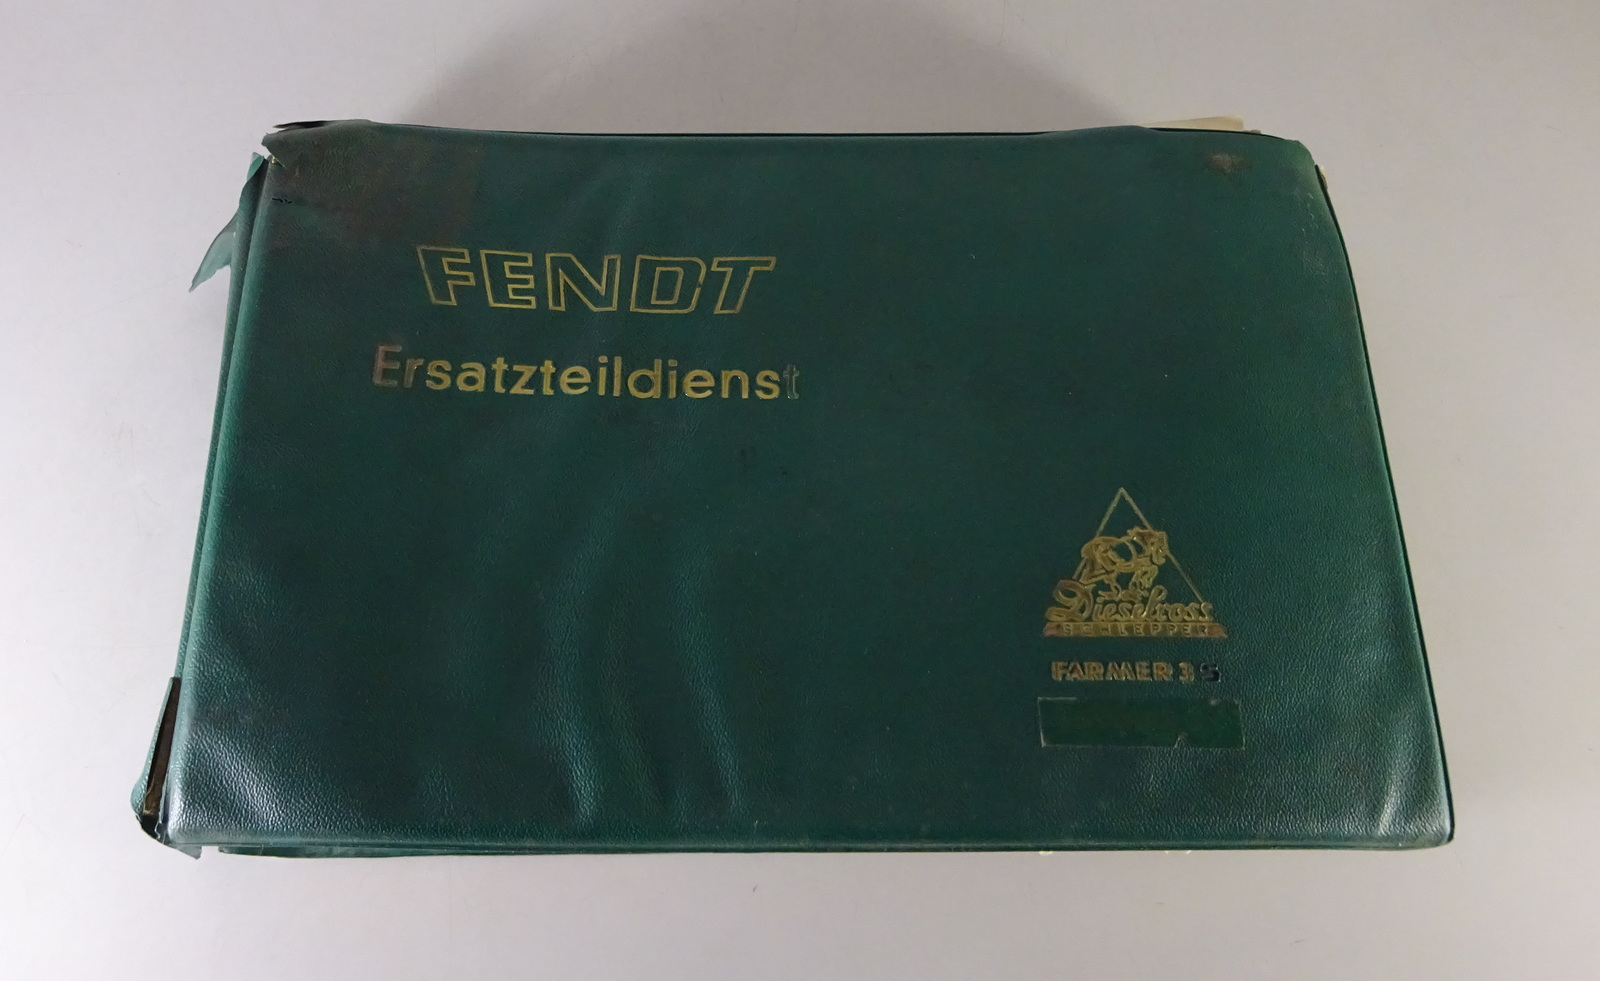 FENDT
Ersatzteildienst
Dieselross
SCHLEPPER
FARMER 3 S